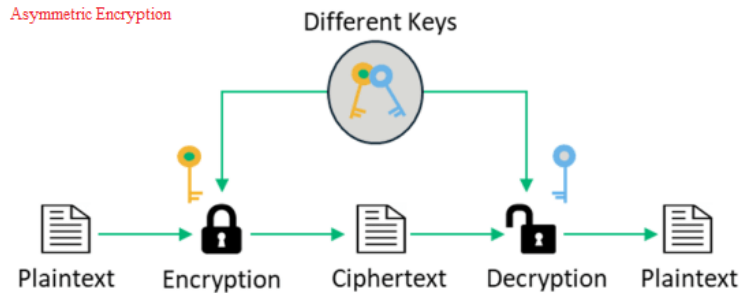 Asymmetric Encryption
Different Keys
Plaintext
Encryption
Ciphertext
Decryption
Plaintext